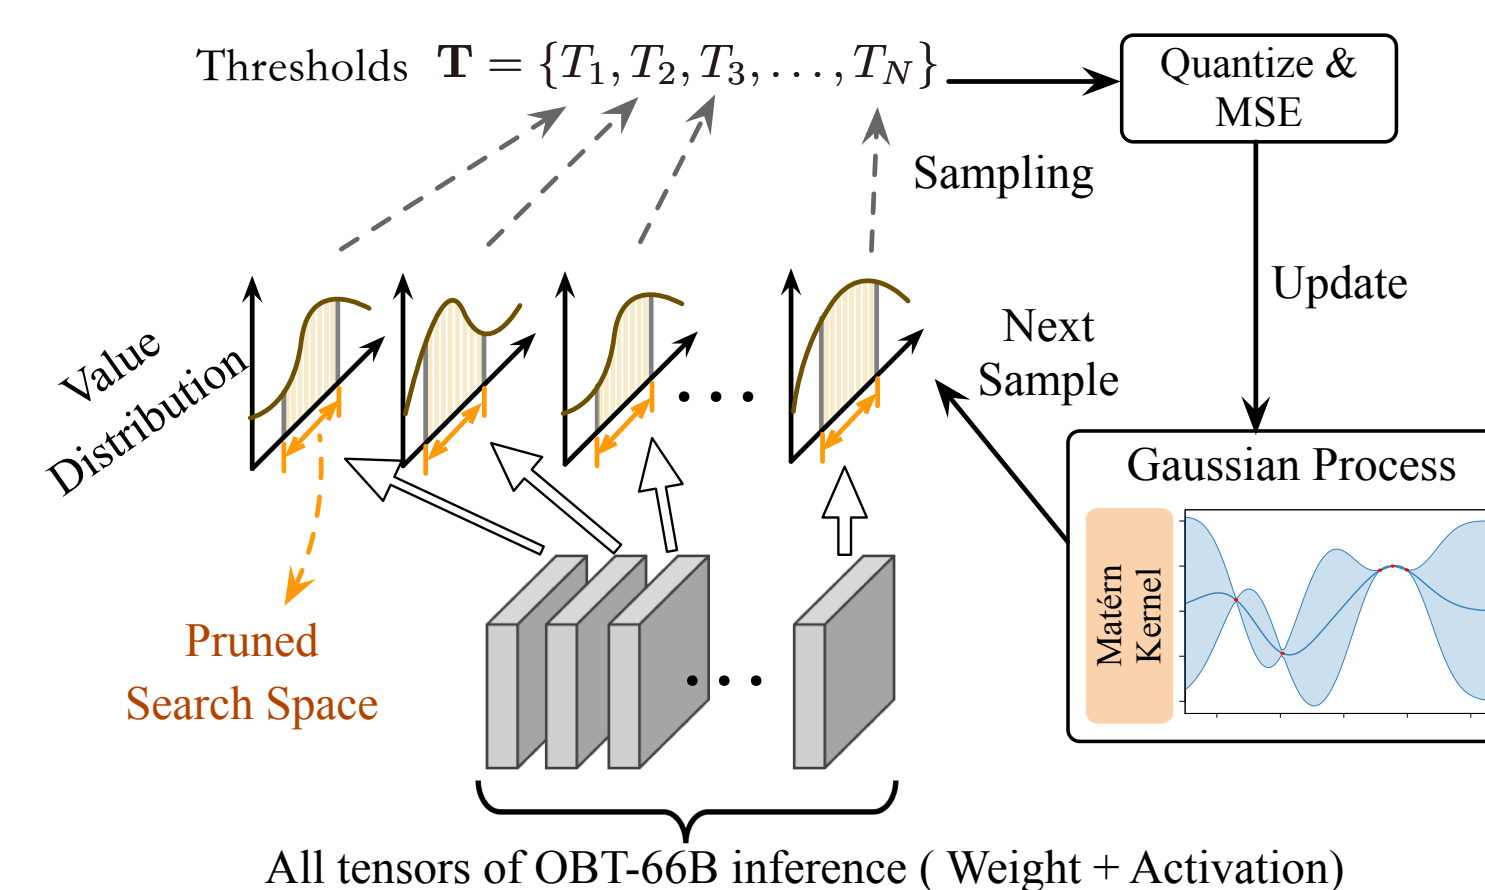 Thresholds T = {T₁, T₂, T₃, . . . , T_N}
Quantize &
MSE
Sampling
Update
Next
Sample
Value
Distribution
Gaussian Process
Matérn
Kernel
Pruned
Search Space
All tensors of OBT-66B inference ( Weight + Activation)